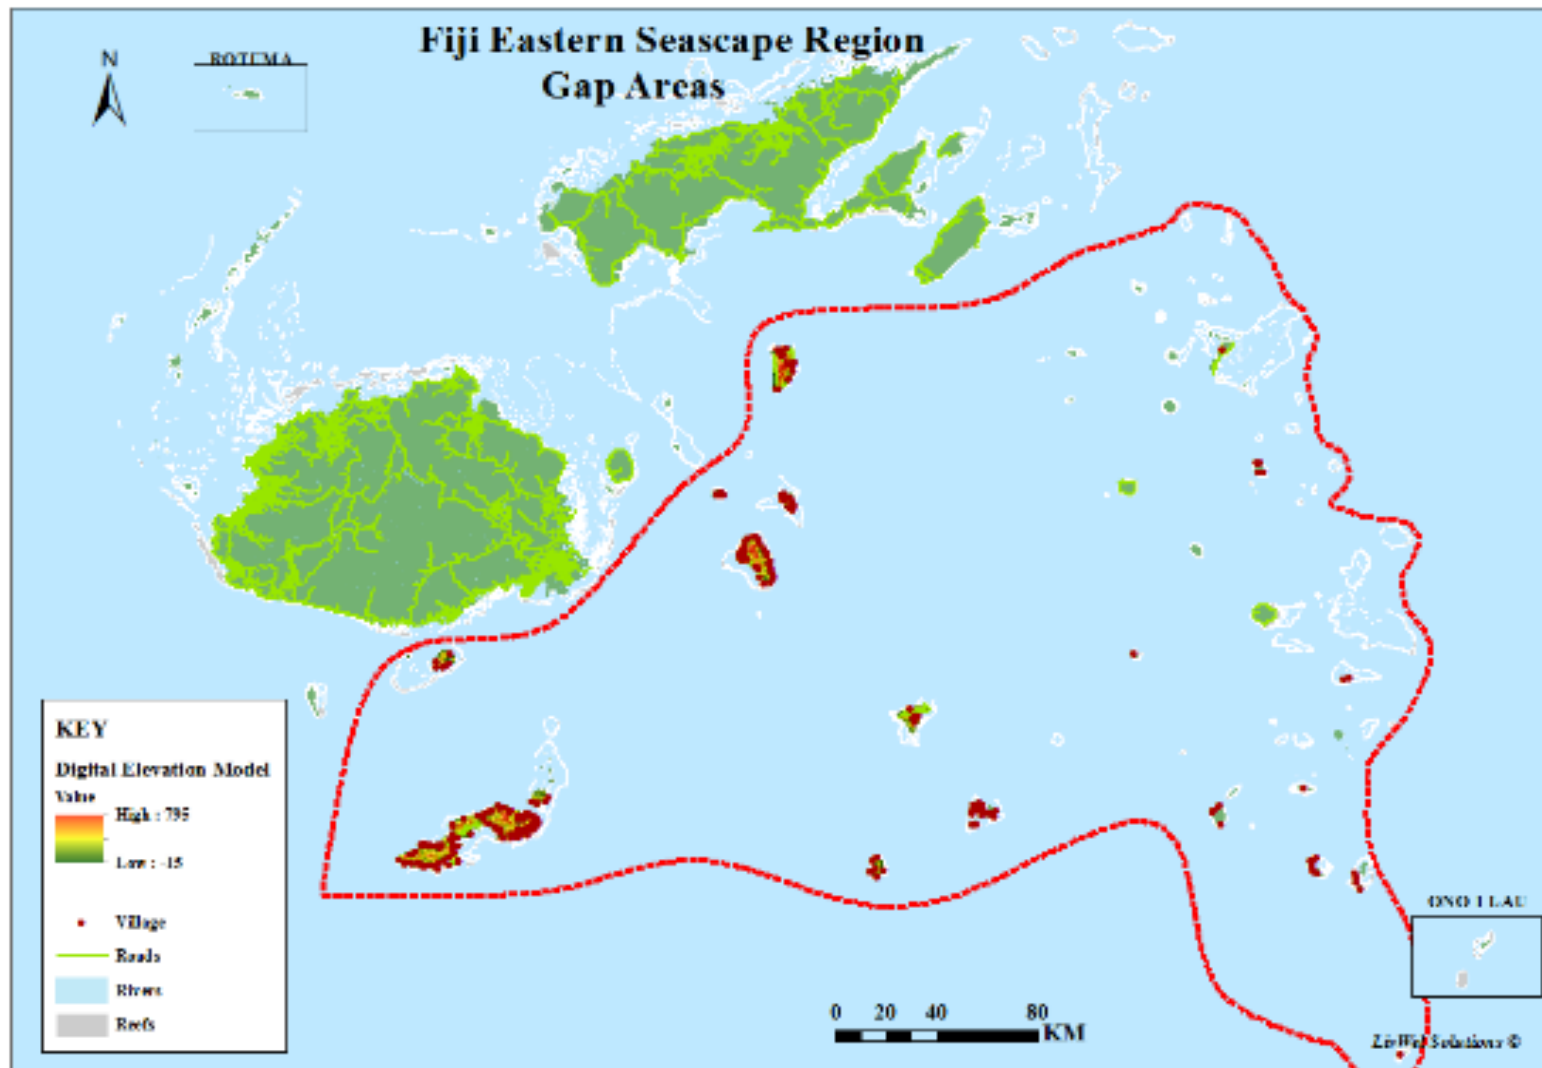 Fiji Eastern Seascape Region
Gap Areas
N
ROTUMA
KEY
Digital Elevation Model
Value
High : 795
Low : -15
Village
Roads
Rivers
Reefs
ONO I LAU
0 20 40 80
KM
Solutions ©